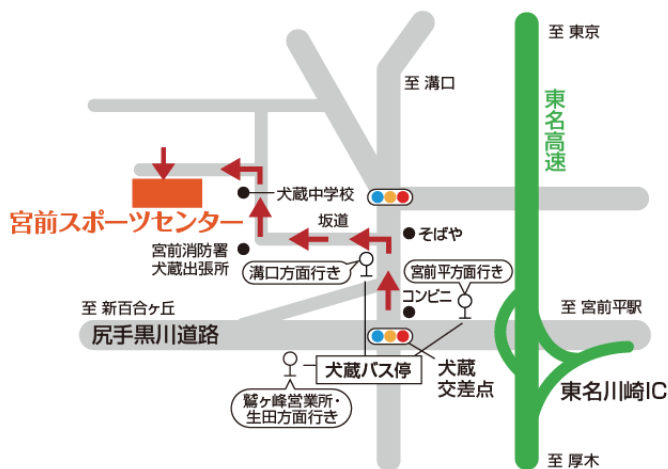 至 東京
至 溝口
東名高速
犬蔵中学校
宮前スポーツセンター
坂道
そばや
宮前消防署
犬蔵出張所
溝口方面行き
宮前平方面行き
コンビニ
至 新百合ヶ丘
至 宮前平駅
尻手黒川道路
犬蔵バス停
犬蔵
交差点
東名川崎IC
鷲ヶ峰営業所・
生田方面行き
至 厚木